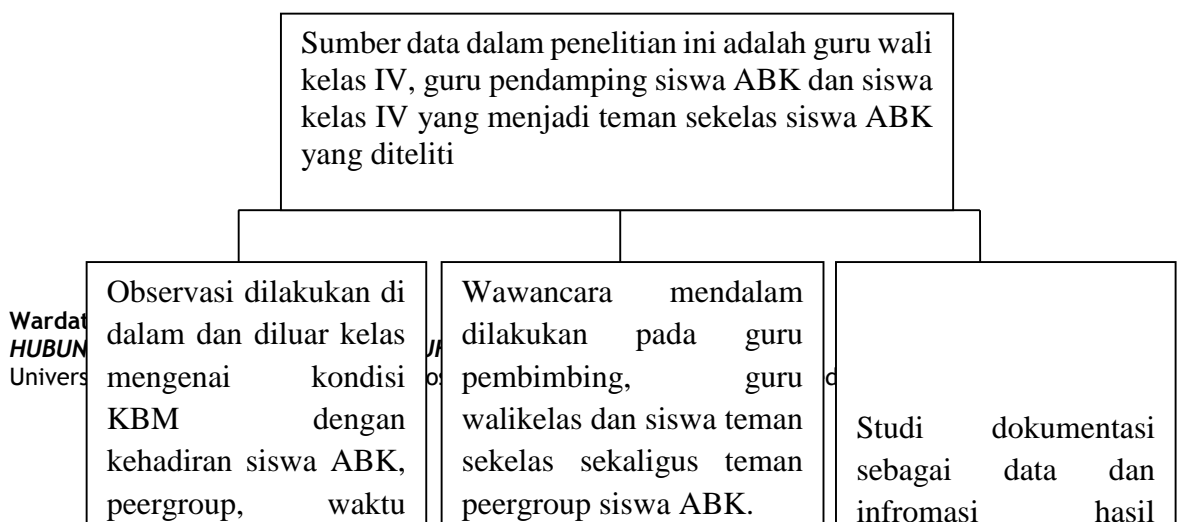 Sumber data dalam penelitian ini adalah guru wali
kelas IV, guru pendamping siswa ABK dan siswa
kelas IV yang menjadi teman sekelas siswa ABK
yang diteliti
Observasi dilakukan di
dalam dan diluar kelas
mengenai kondisi
KBM dengan
kehadiran siswa ABK,
peergroup, waktu
Wawancara mendalam
dilakukan pada guru
pembimbing, guru
walikelas dan siswa teman
sekelas sekaligus teman
peergroup siswa ABK.
Studi dokumentasi
sebagai data dan
infromasi hasil
Wardat
HUBUN
Univers